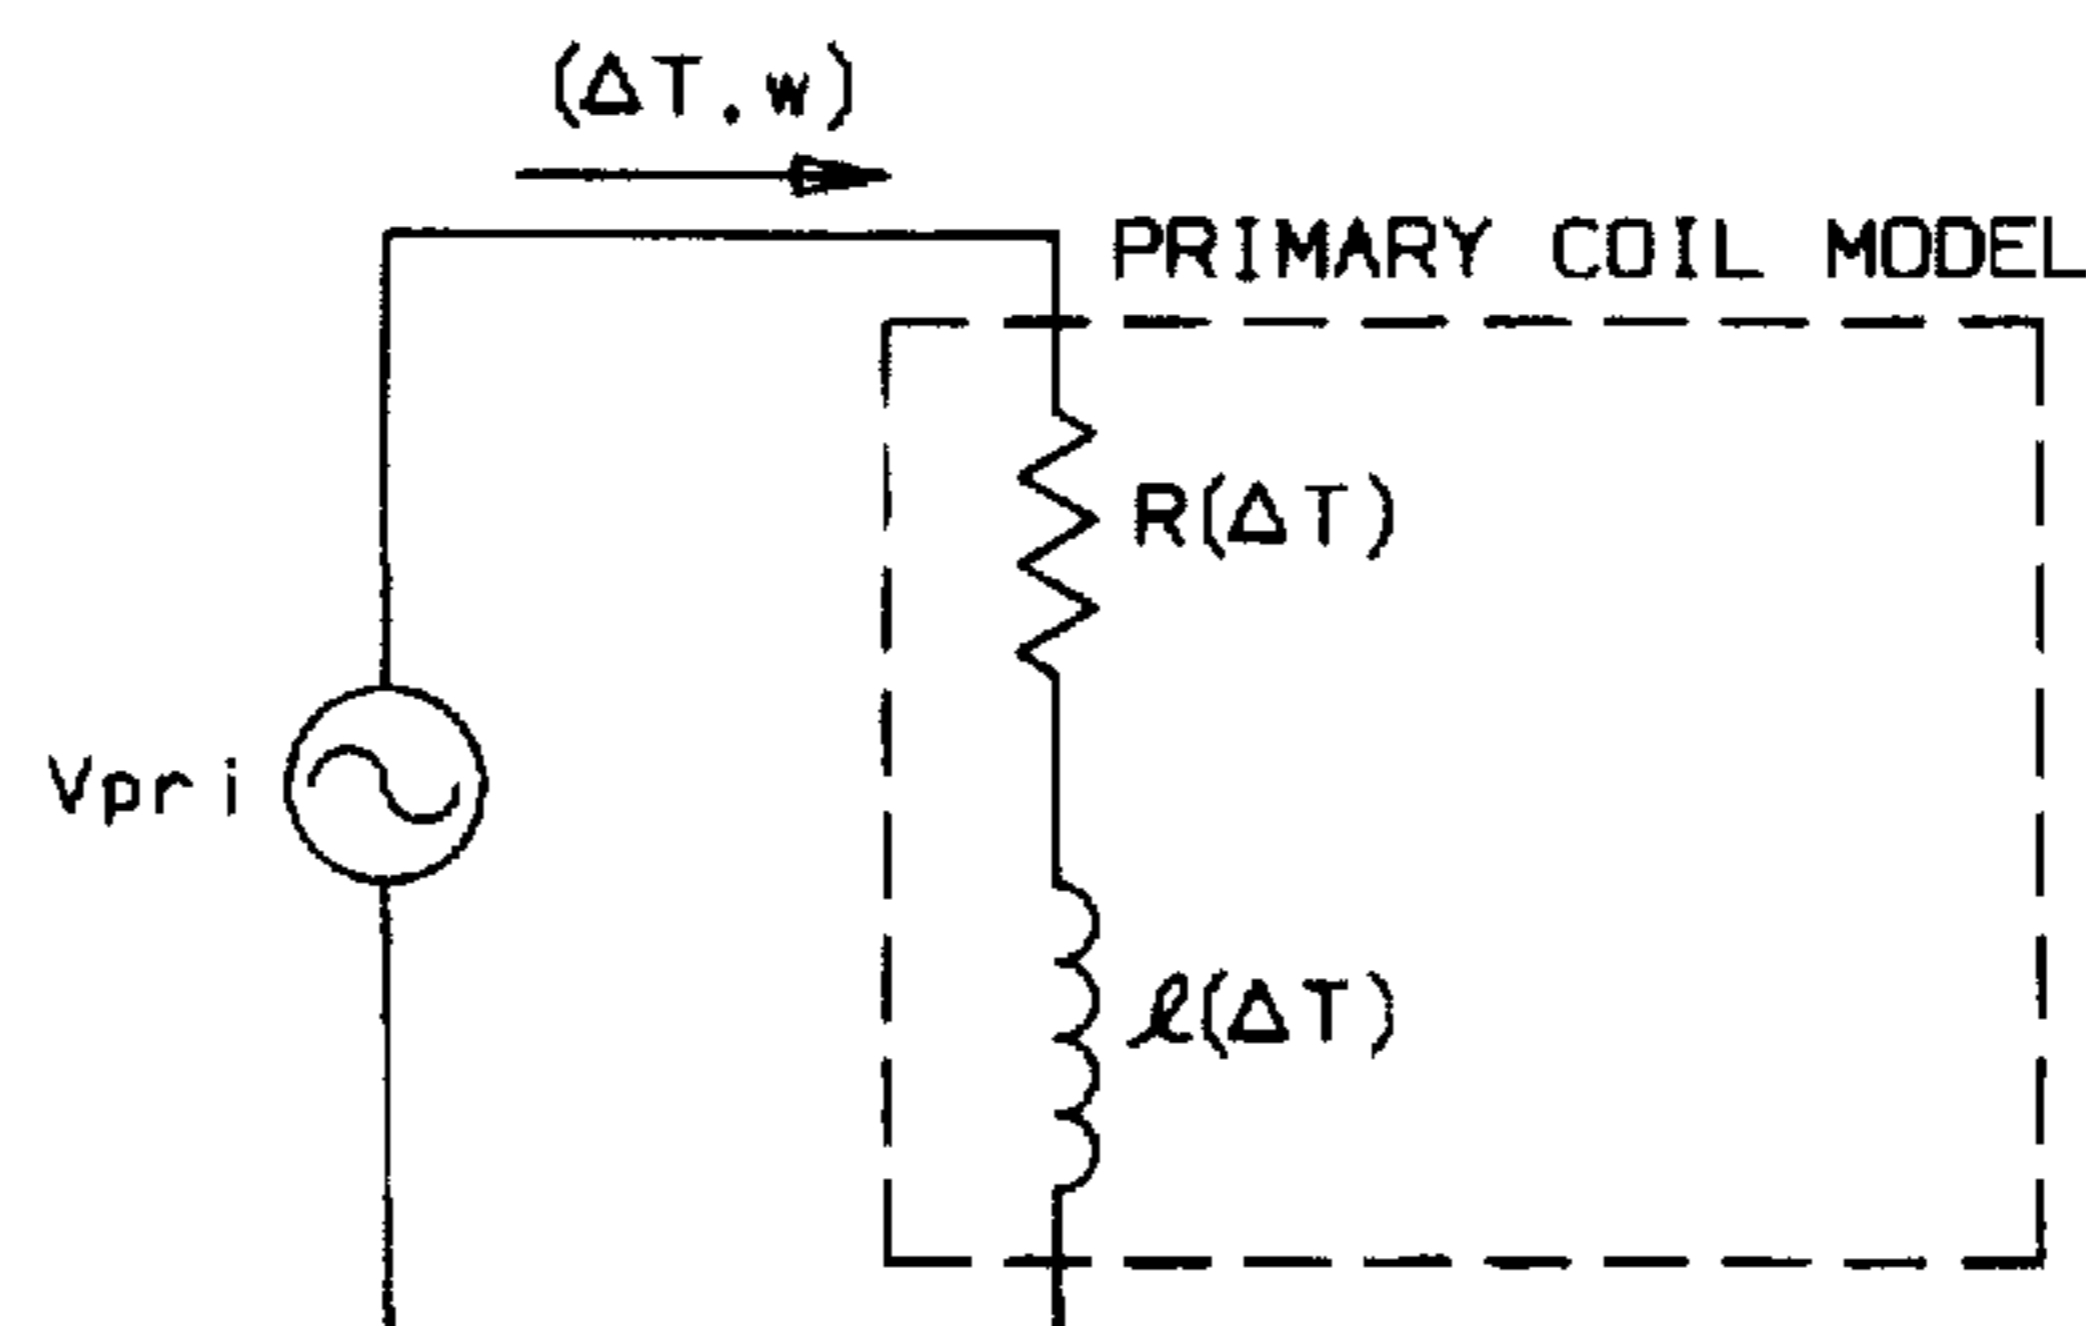 (ΔT.w)
PRIMARY COIL MODEL
R(ΔT)
Vpri
ℓ(ΔT)